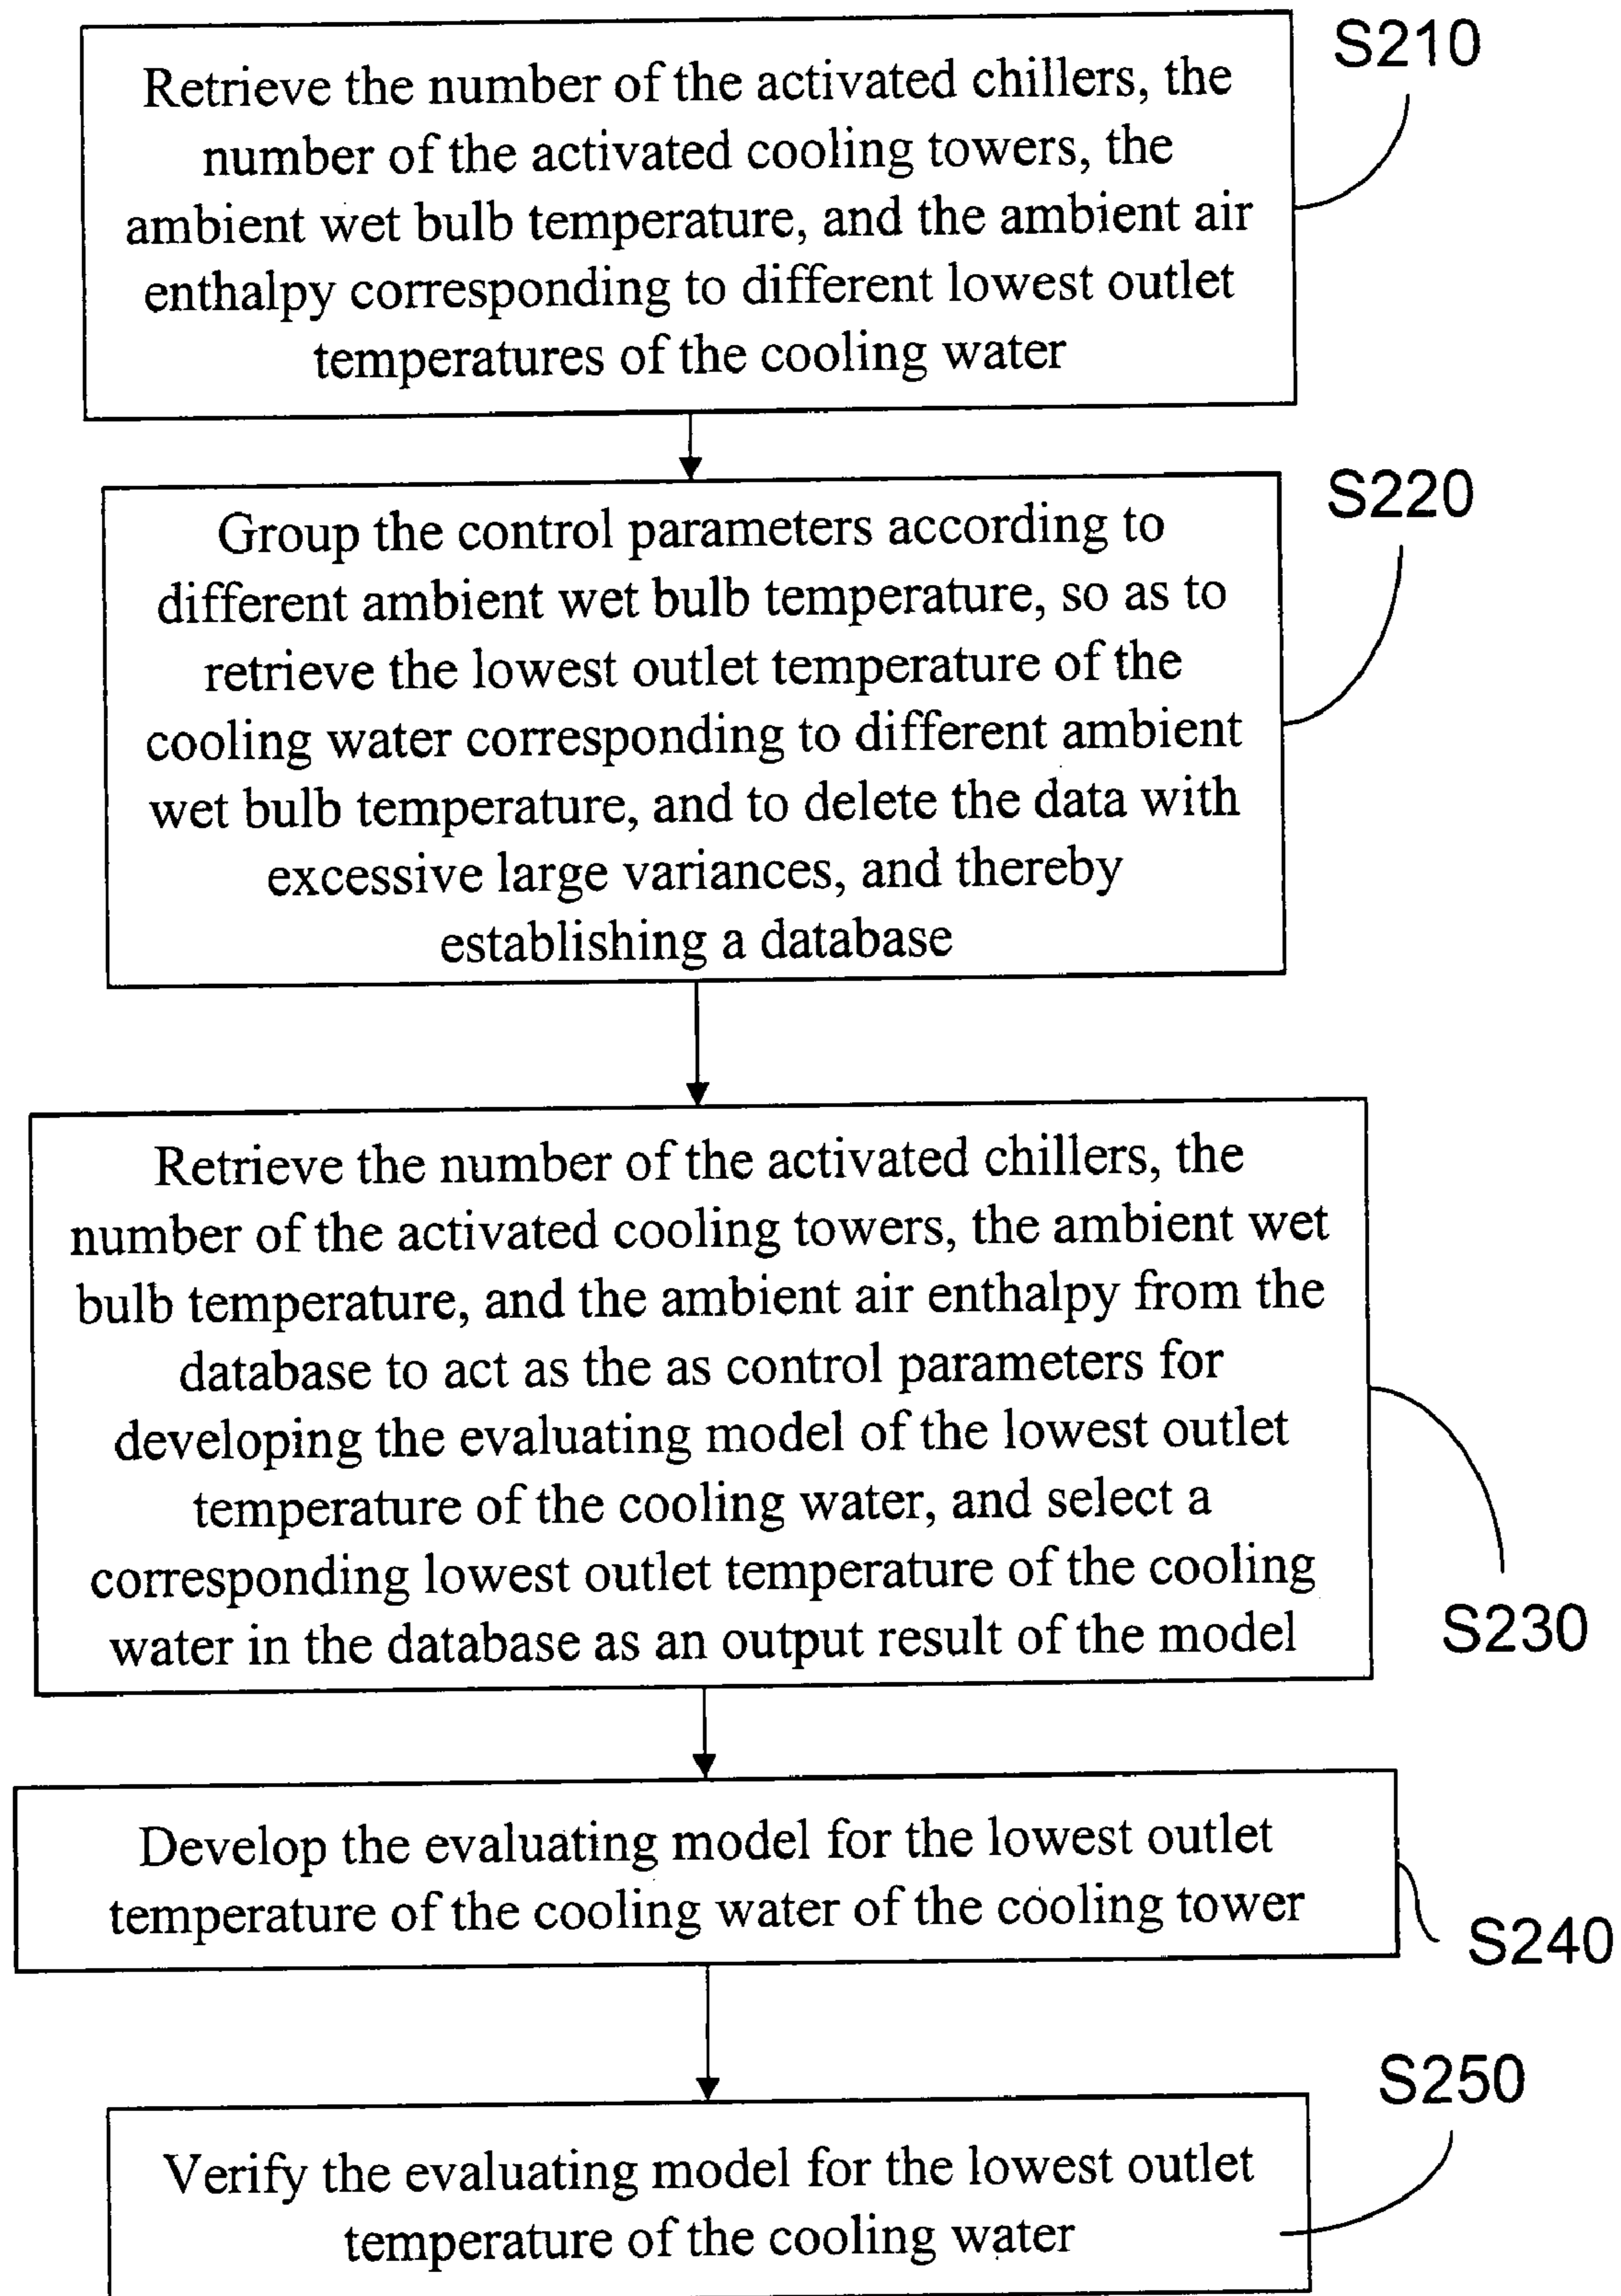 S210
Retrieve the number of the activated chillers, the
number of the activated cooling towers, the
ambient wet bulb temperature, and the ambient air
enthalpy corresponding to different lowest outlet
temperatures of the cooling water
S220
Group the control parameters according to
different ambient wet bulb temperature, so as to
retrieve the lowest outlet temperature of the
cooling water corresponding to different ambient
wet bulb temperature, and to delete the data with
excessive large variances, and thereby
establishing a database
Retrieve the number of the activated chillers, the
number of the activated cooling towers, the ambient wet
bulb temperature, and the ambient air enthalpy from the
database to act as the as control parameters for
developing the evaluating model of the lowest outlet
temperature of the cooling water, and select a
corresponding lowest outlet temperature of the cooling
water in the database as an output result of the model
S230
Develop the evaluating model for the lowest outlet
temperature of the cooling water of the cooling tower
S240
S250
Verify the evaluating model for the lowest outlet
temperature of the cooling water